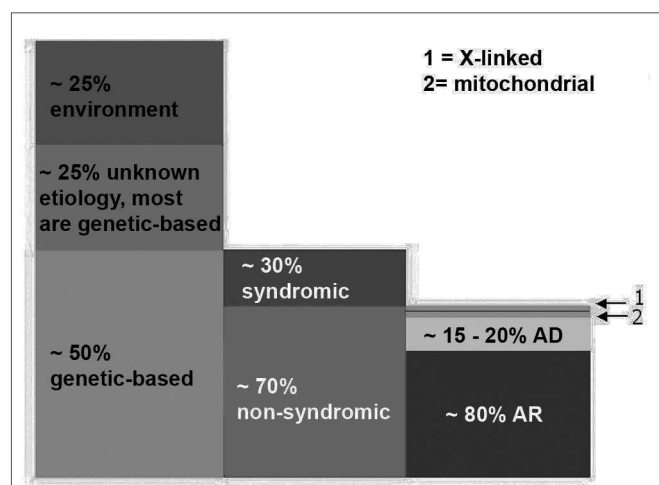 1 = X-linked
2= mitochondrial
~ 25%
environment
~ 25% unknown
etiology, most
are genetic-based
~ 50%
genetic-based
~ 30%
syndromic
~ 70%
non-syndromic
1
2
~ 15 - 20% AD
~ 80% AR